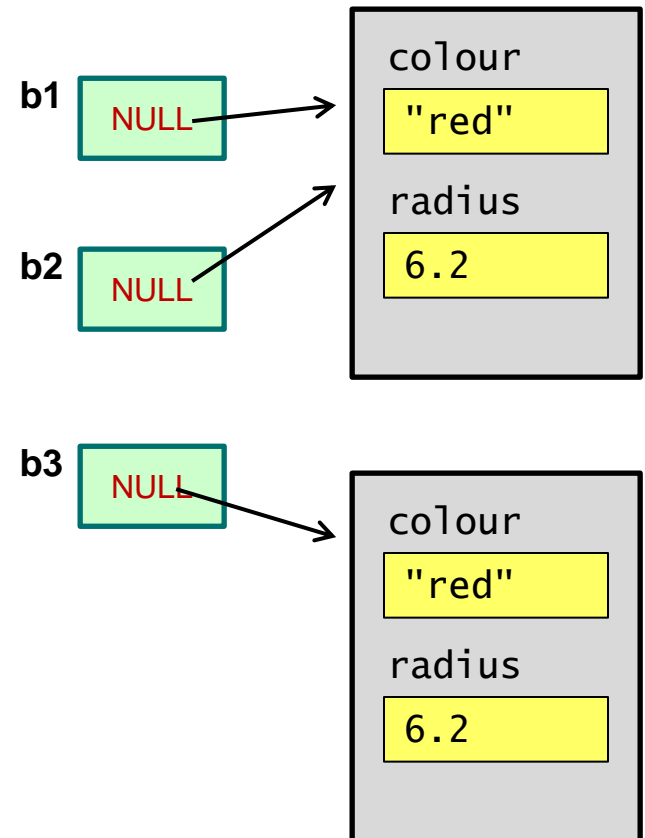 b1
NULL
colour
"red"
radius
6.2
b2
NULL
b3
NULL
colour
"red"
radius
6.2